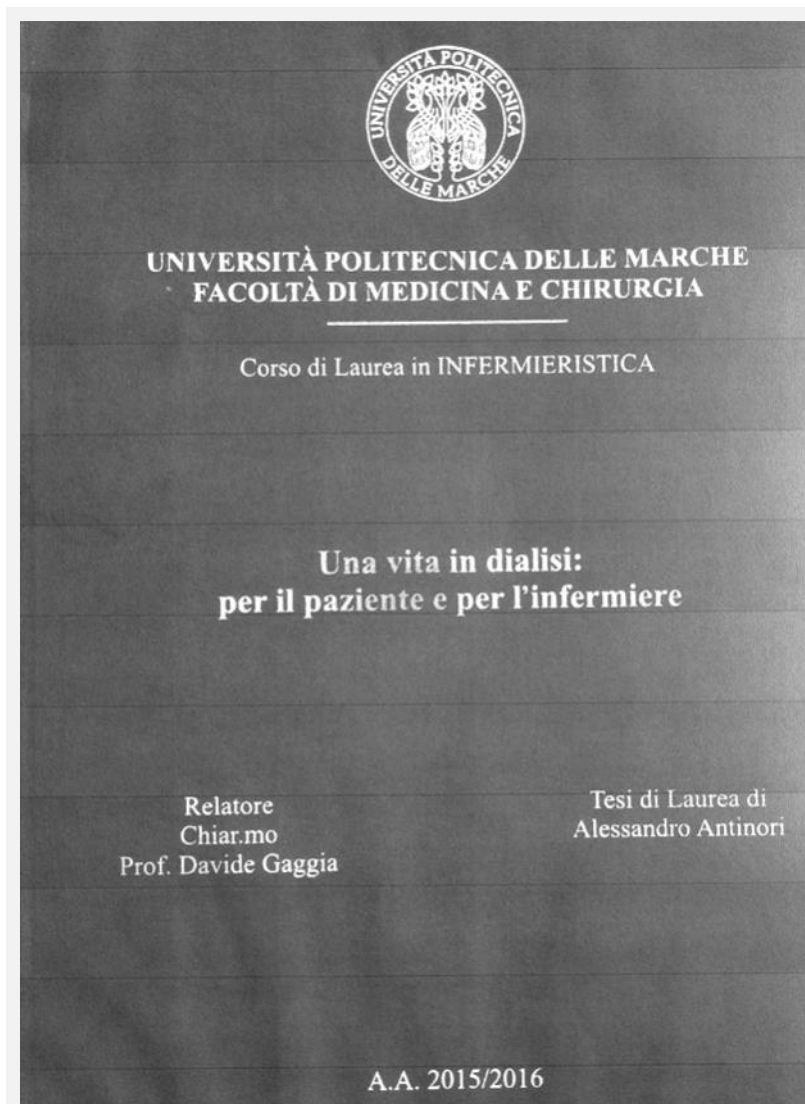 UNIVERSITÀ POLITECNICA
DELLE MARCHE
UNIVERSITÀ POLITECNICA DELLE MARCHE
FACOLTÀ DI MEDICINA E CHIRURGIA
Corso di Laurea in INFERMIERISTICA
Una vita in dialisi:
per il paziente e per l'infermiere
Relatore
Chiar.mo
Prof. Davide Gaggia
Tesi di Laurea di
Alessandro Antinori
A.A. 2015/2016